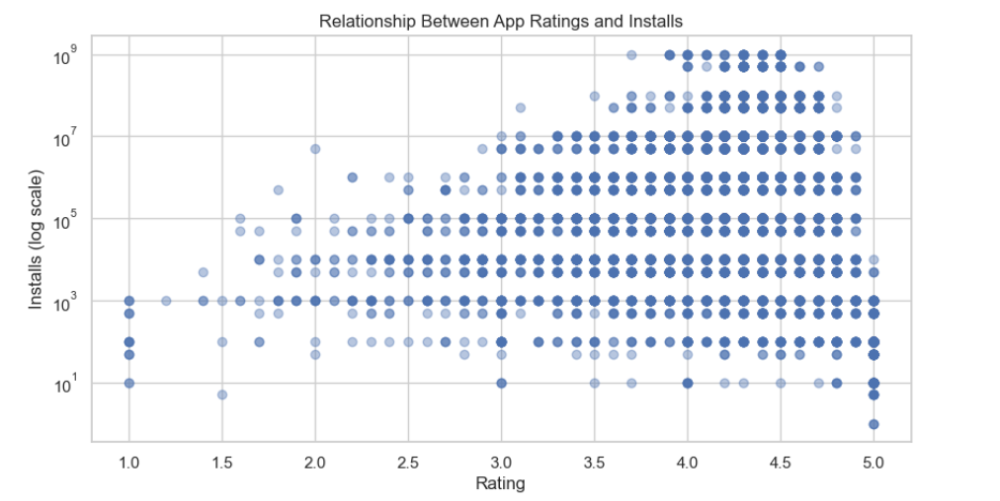 Relationship Between App Ratings and Installs
Installs (log scale)
10^9
10^7
10^5
10^3
10^1
1.0 1.5 2.0 2.5 3.0 3.5 4.0 4.5 5.0
Rating